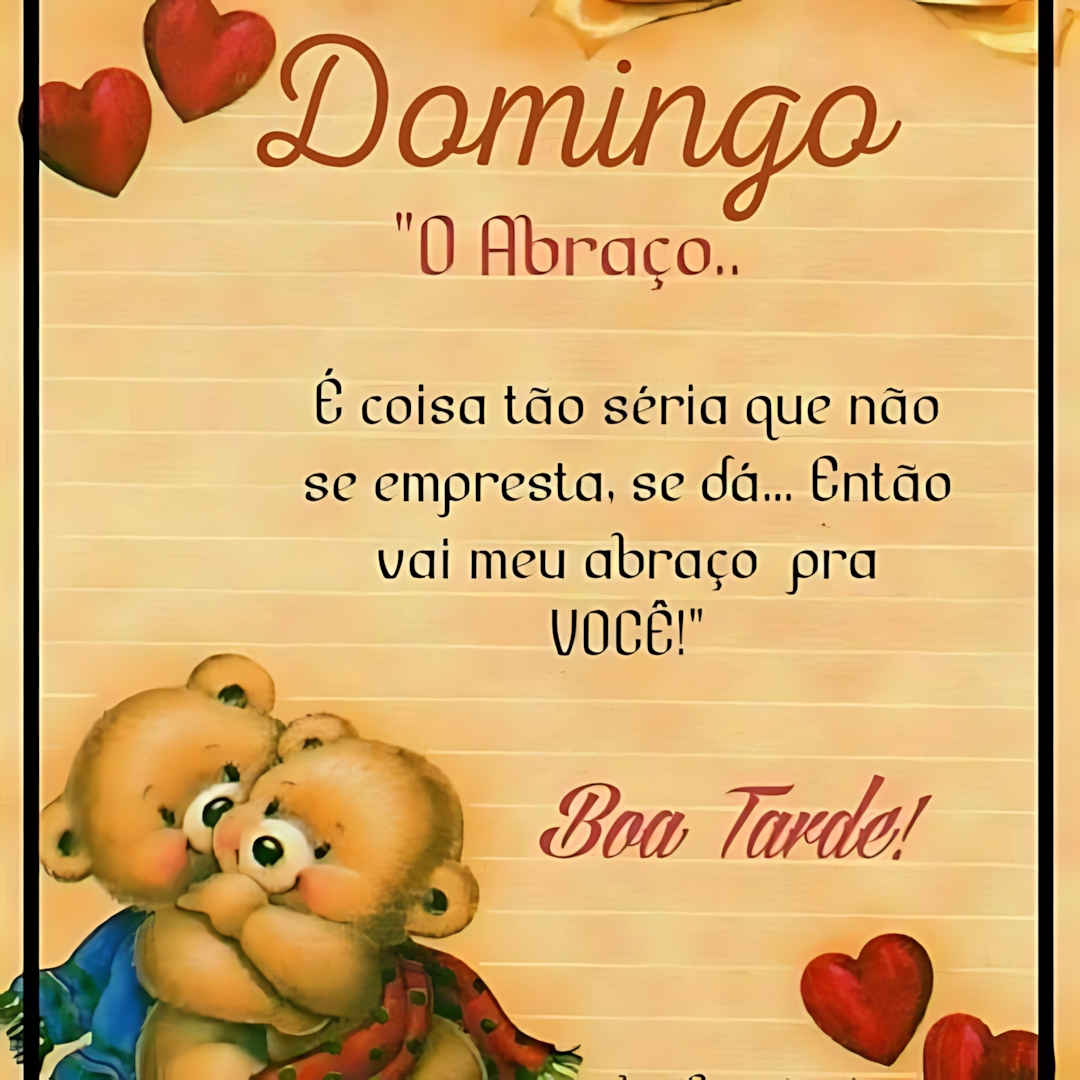 Domingo
"O Abraço..
É coisa tão séria que não
se empresta, se dá... Então
vai meu abraço pra
VOCÊ!"
Boa Tarde!